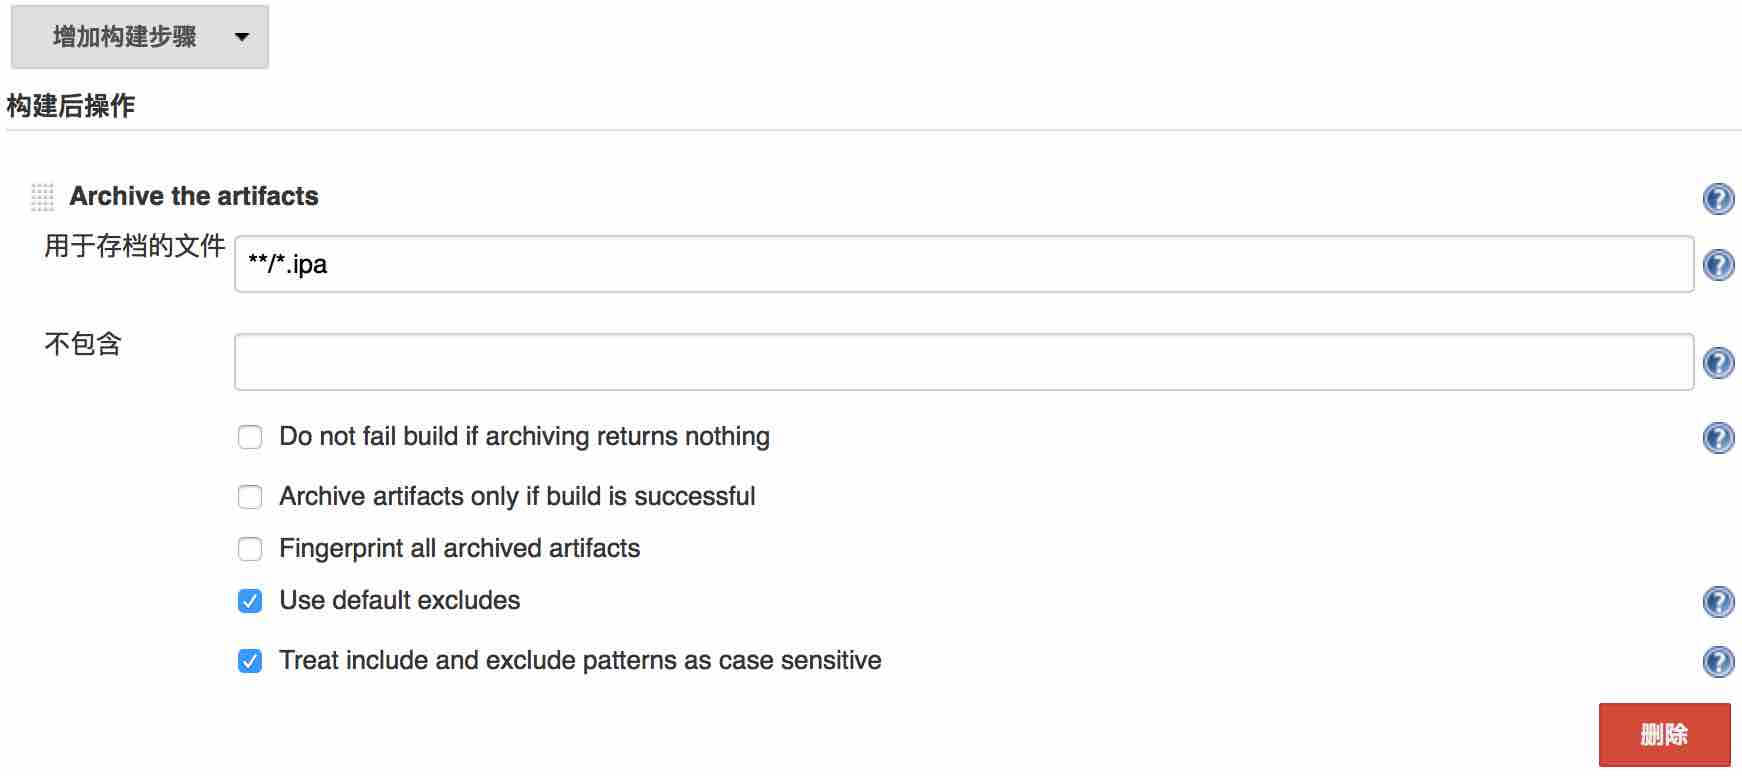 增加构建步骤
构建后操作
Archive the artifacts
用于存档的文件
**/*.ipa
不包含
Do not fail build if archiving returns nothing
Archive artifacts only if build is successful
Fingerprint all archived artifacts
Use default excludes
Treat include and exclude patterns as case sensitive
删除